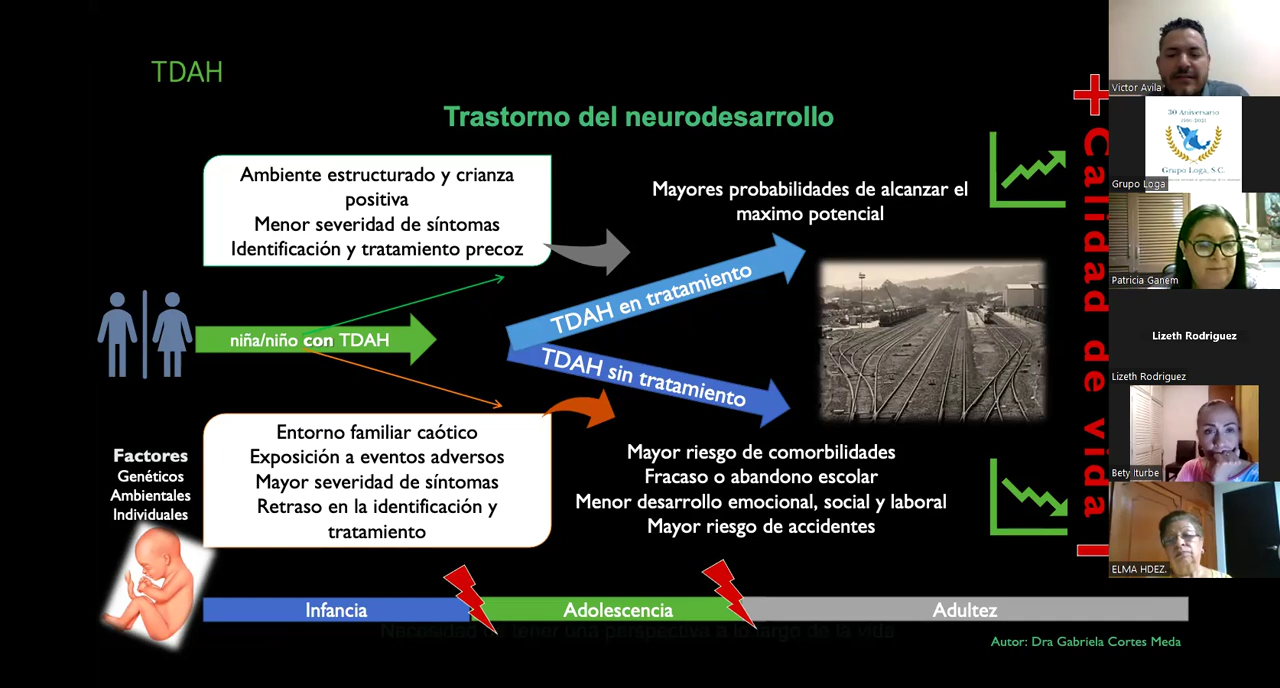 TDAH
Trastorno del neurodesarrollo
Ambiente estructurado y crianza
positiva
Menor severidad de síntomas
Identificación y tratamiento precoz
Mayores probabilidades de alcanzar el
maximo potencial
niña/niño con TDAH
TDAH en tratamiento
TDAH sin tratamiento
Factores
Genéticos
Ambientales
Individuales
Entorno familiar caótico
Exposición a eventos adversos
Mayor severidad de síntomas
Retraso en la identificación y
tratamiento
Mayor riesgo de comorbilidades
Fracaso o abandono escolar
Menor desarrollo emocional, social y laboral
Mayor riesgo de accidentes
+ Calidad de vida
Infancia
Adolescencia
Adultez
Necesidad de tener una perspectiva a lo largo de la vida
Autor: Dra Gabriela Cortes Meda
Victor Avila
30 Aniversario
Grupo Loga, S.C.
Grupo Loga
Patricia Ganem
Lizeth Rodriguez
Lizeth Rodriguez
Bety Iturbe
ELMA HDEZ.